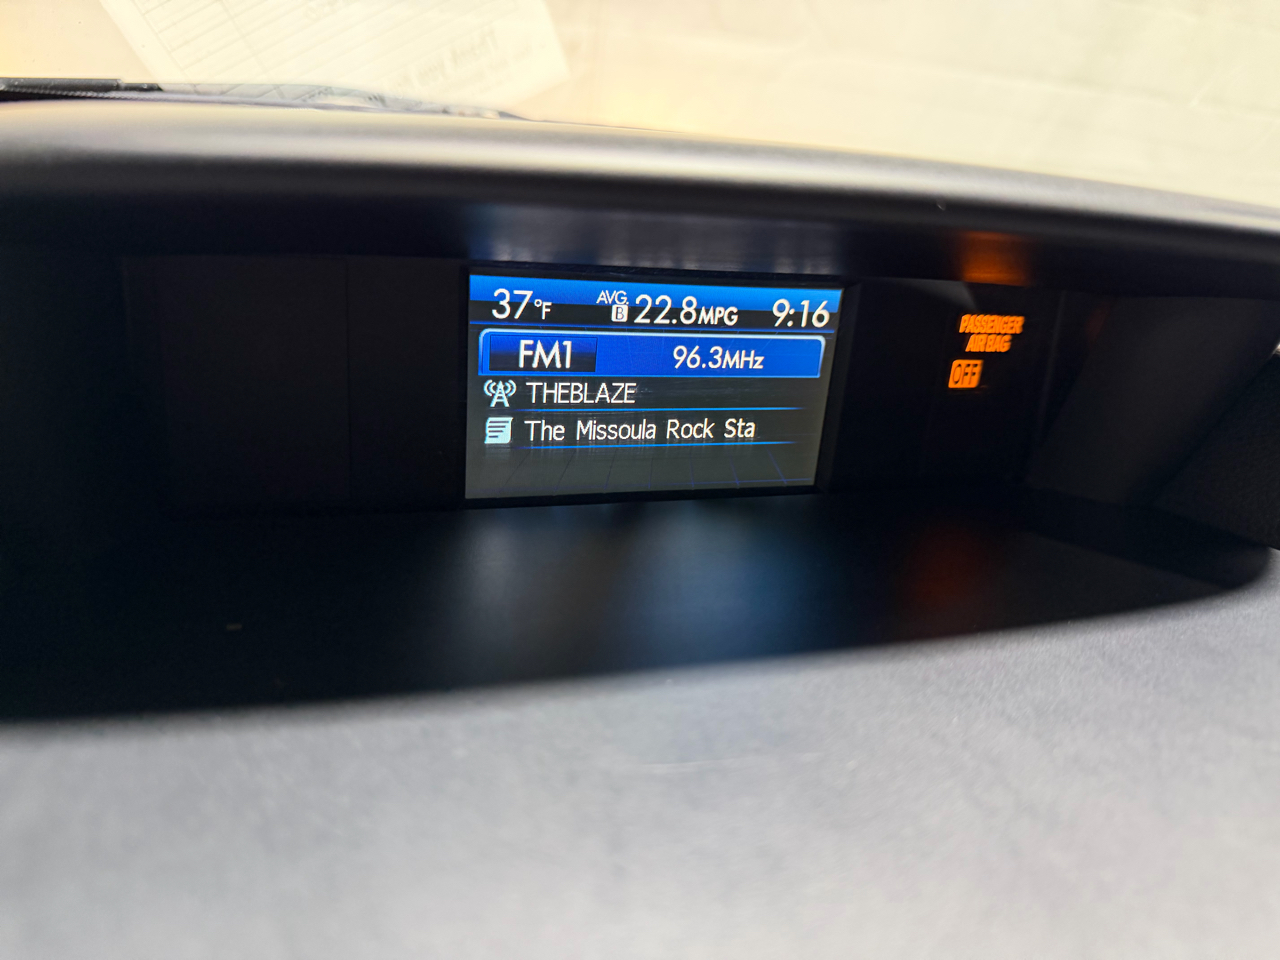 37°F AVG. B 22.8MPG 9:16
FM1 96.3MHz
THEBLAZE
The Missoula Rock Sta
PASSENGER
AIR BAG
OFF